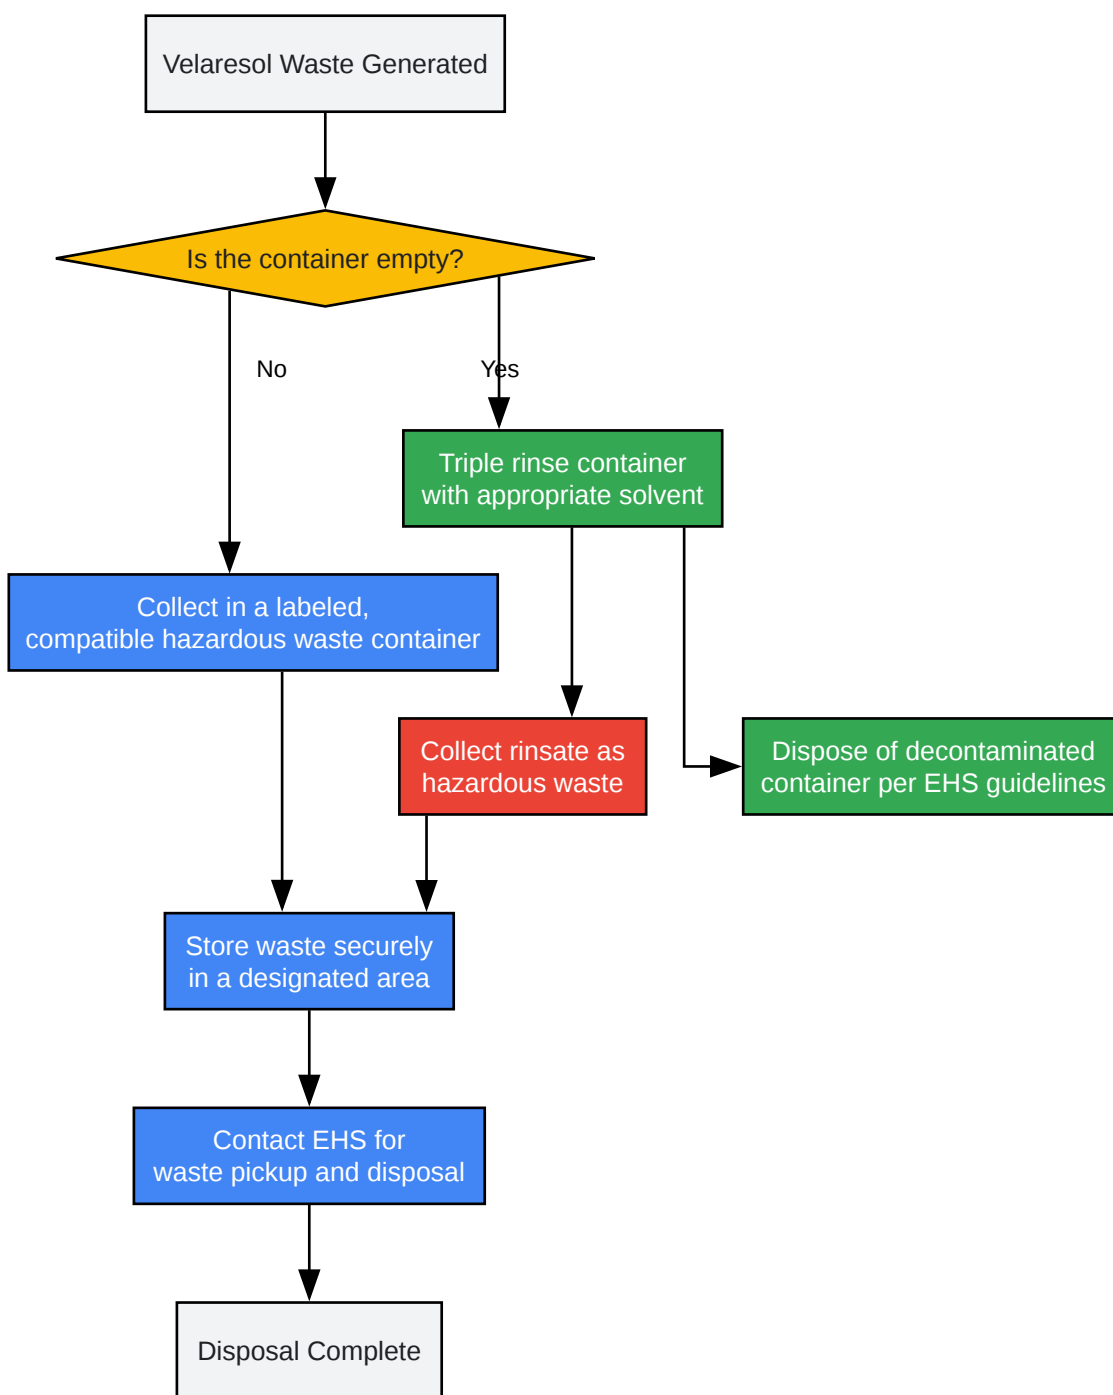 Velaresol Waste Generated
Is the container empty?
No
Yes
Triple rinse container
with appropriate solvent
Collect in a labeled,
compatible hazardous waste container
Collect rinsate as
hazardous waste
Dispose of decontaminated
container per EHS guidelines
Store waste securely
in a designated area
Contact EHS for
waste pickup and disposal
Disposal Complete